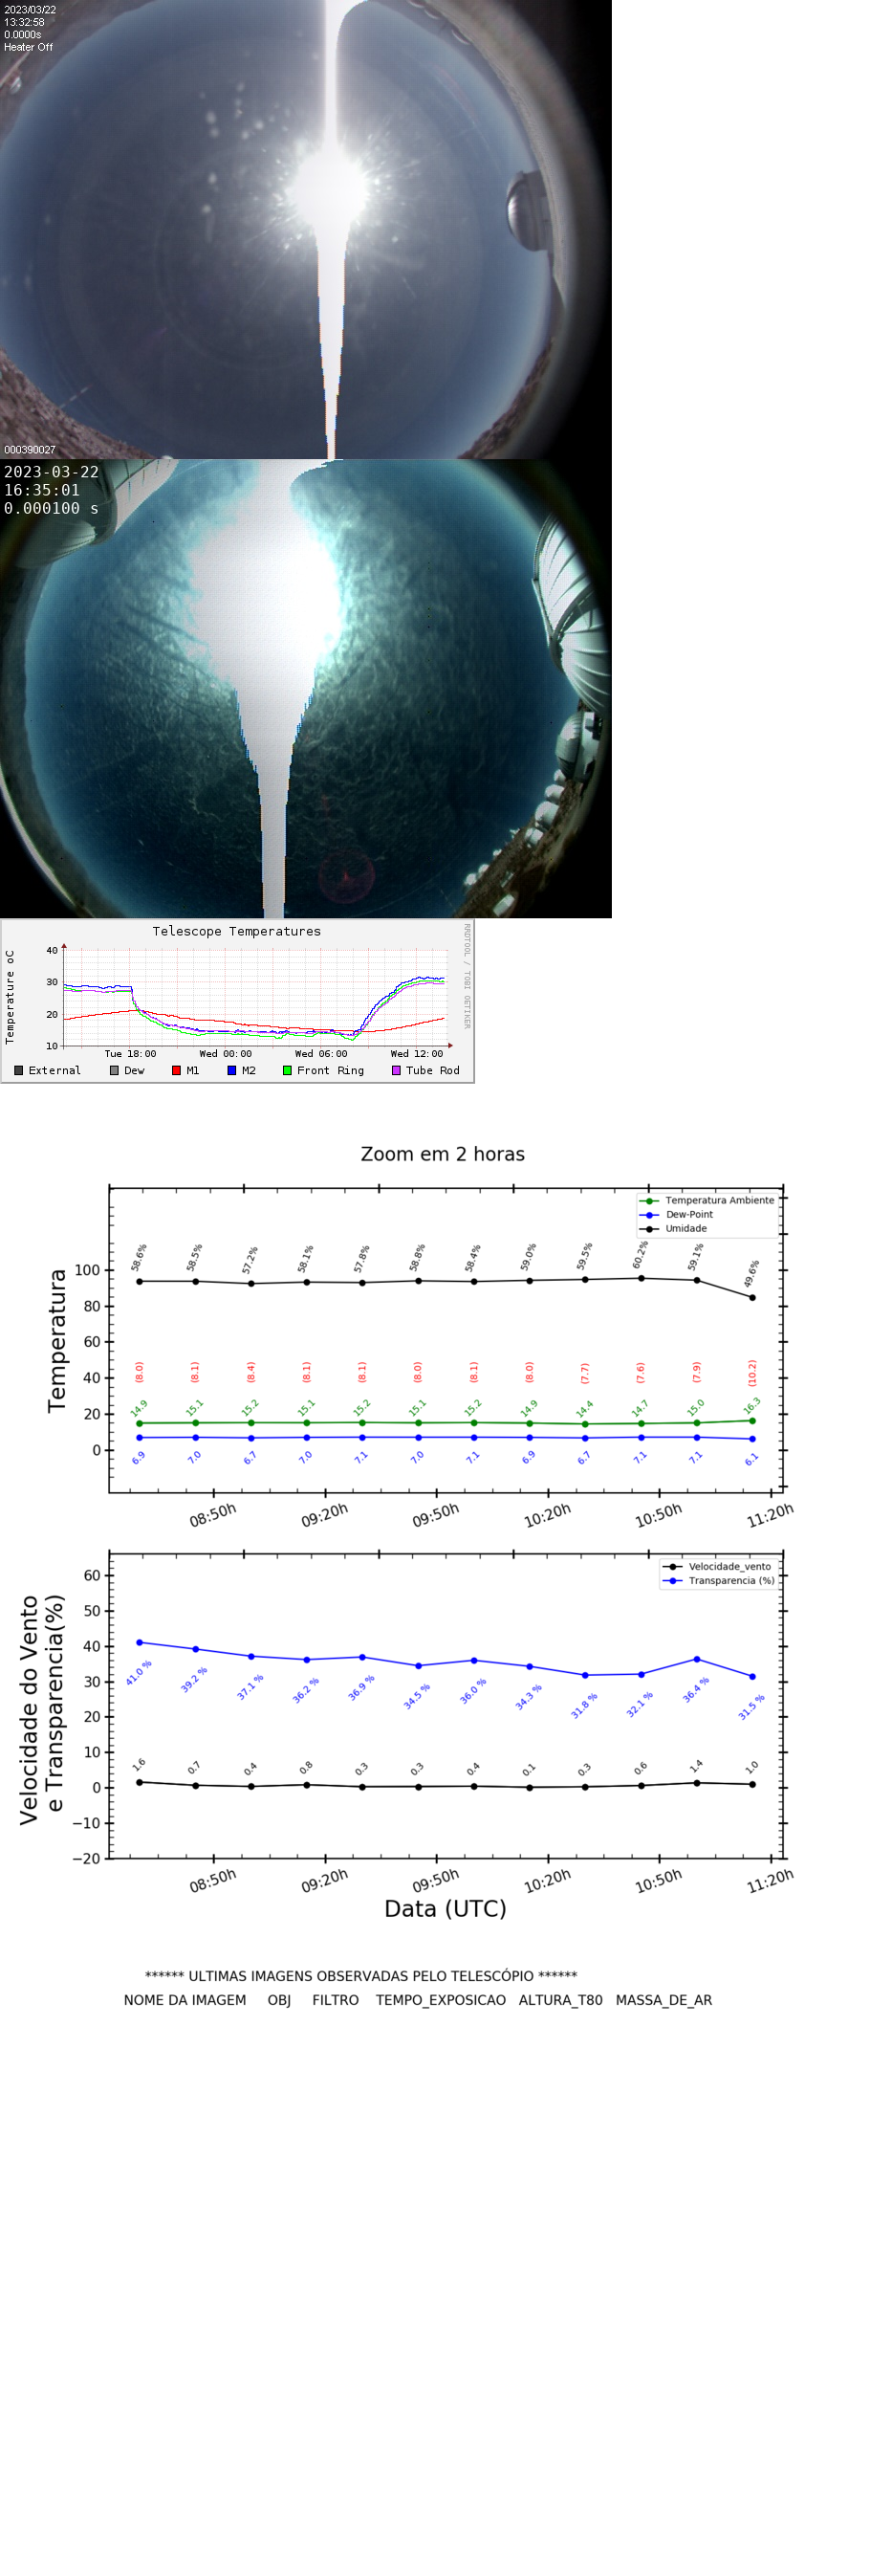 2023/03/22
13:32:58
0.0000s
Heater Off
000390027
2023-03-22
16:35:01
0.000100 s
Telescope Temperatures
RRDTOOL / TOBI OETIKER
Temperature oC
40
30
20
10
Tue 18:00 Wed 00:00 Wed 06:00 Wed 12:00
External Dew M1 M2 Front Ring Tube Rod
Zoom em 2 horas
Temperatura Ambiente
Dew-Point
Umidade
Temperatura
100
80
60
40
20
0
58.6% 58.5% 57.2% 58.1% 57.8% 58.8% 58.4% 59.0% 59.5% 60.2% 59.1% 49.6%
(8.0) (8.1) (8.4) (8.1) (8.1) (8.0) (8.1) (8.0) (7.7) (7.6) (7.9) (10.2)
14.9 15.1 15.2 15.1 15.2 15.1 15.2 14.9 14.4 14.7 15.0 16.3
6.9 7.0 6.7 7.0 7.1 7.0 7.1 6.9 6.7 7.1 7.1 6.1
08:50h 09:20h 09:50h 10:20h 10:50h 11:20h
Velocidade_vento
Transparencia (%)
Velocidade do Vento
e Transparencia(%)
60
50
40
30
20
10
0
−10
−20
41.0 % 39.2 % 37.1 % 36.2 % 36.9 % 34.5 % 36.0 % 34.3 % 31.8 % 32.1 % 36.4 % 31.5 %
1.6 0.7 0.4 0.8 0.3 0.3 0.4 0.1 0.3 0.6 1.4 1.0
08:50h 09:20h 09:50h 10:20h 10:50h 11:20h
Data (UTC)
****** ULTIMAS IMAGENS OBSERVADAS PELO TELESCÓPIO ******
NOME DA IMAGEM OBJ FILTRO TEMPO_EXPOSICAO ALTURA_T80 MASSA_DE_AR